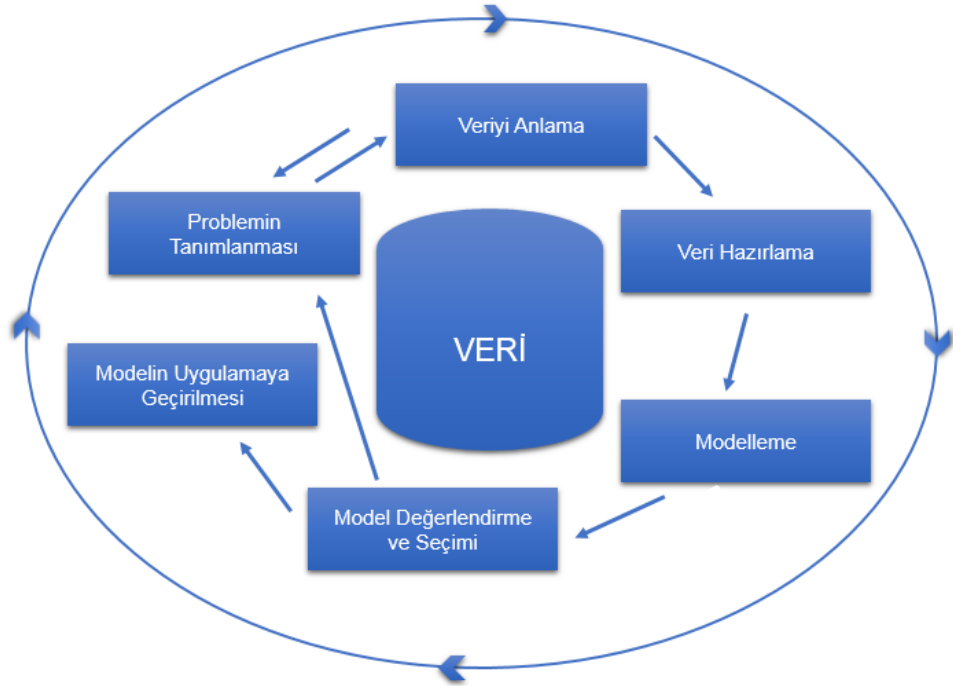 Veriyi Anlama
Problemin
Tanımlanması
Veri Hazırlama
VERİ
Modelin Uygulamaya
Geçirilmesi
Modelleme
Model Değerlendirme
ve Seçimi